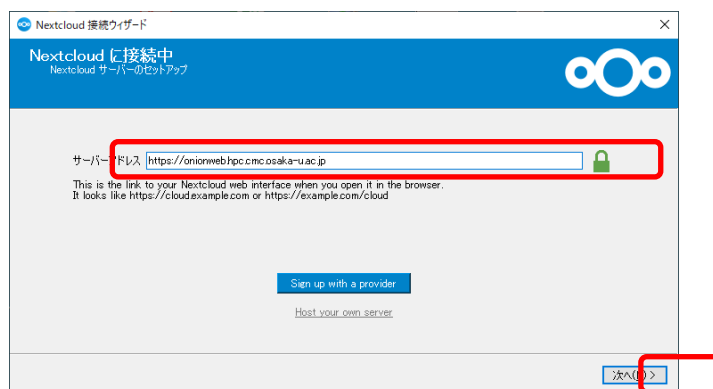 Nextcloud 接続ウィザード
Nextcloud に接続中
Nextcloud サーバーのセットアップ
サーバーアドレス https://onionweb.hpc.cmc.osaka-u.ac.jp
This is the link to your Nextcloud web interface when you open it in the browser.
It looks like https://cloud.example.com or https://example.com/cloud
Sign up with a provider
Host your own server
次へ(N) >